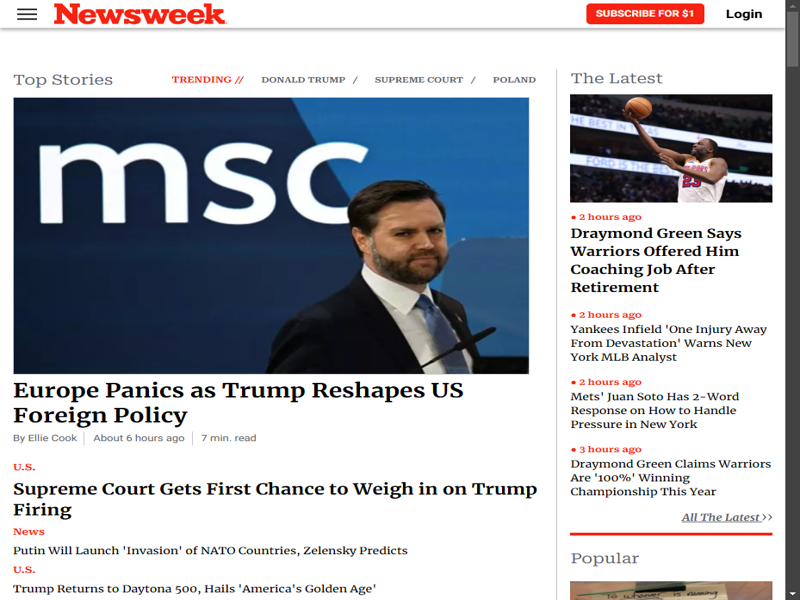 Newsweek
SUBSCRIBE FOR $1
Login
Top Stories
TRENDING //
DONALD TRUMP /
SUPREME COURT /
POLAND
msc
Europe Panics as Trump Reshapes US
Foreign Policy
By Ellie Cook
About 6 hours ago
7 min. read
U.S.
Supreme Court Gets First Chance to Weigh in on Trump
Firing
News
Putin Will Launch 'Invasion' of NATO Countries, Zelensky Predicts
U.S.
Trump Returns to Daytona 500, Hails 'America's Golden Age'
The Latest
THE BEST IN TEXAS
FORD IS THE BES
23
• 2 hours ago
Draymond Green Says
Warriors Offered Him
Coaching Job After
Retirement
• 2 hours ago
Yankees Infield 'One Injury Away
From Devastation' Warns New
York MLB Analyst
• 2 hours ago
Mets' Juan Soto Has 2-Word
Response on How to Handle
Pressure in New York
• 3 hours ago
Draymond Green Claims Warriors
Are '100%' Winning
Championship This Year
All The Latest >>
Popular
To whoever is